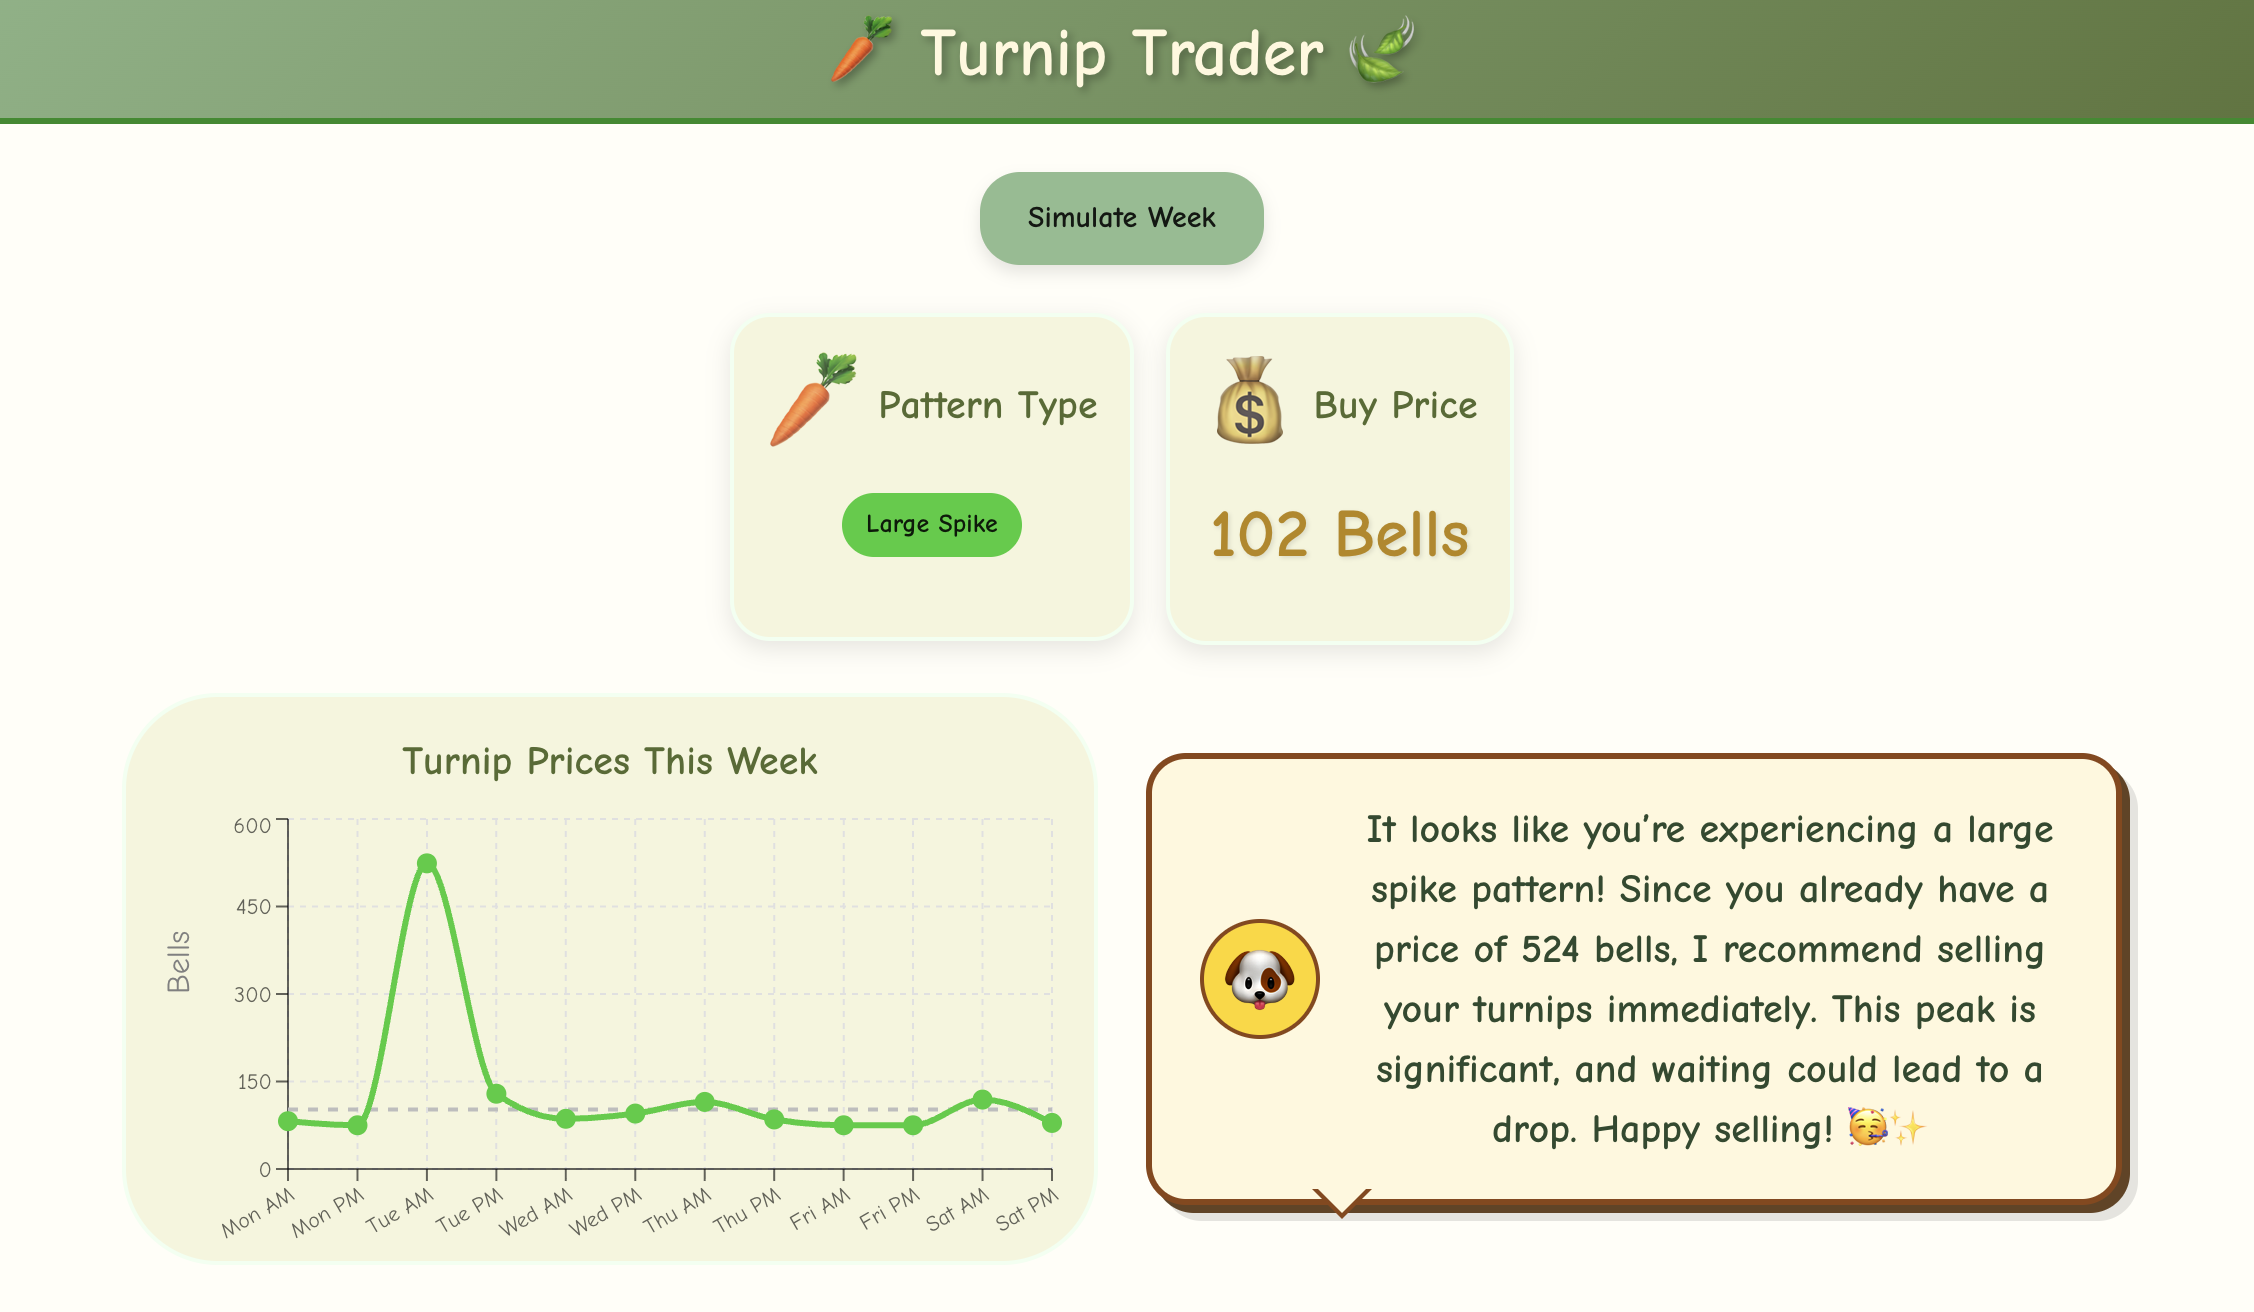 🥕 Turnip Trader 🌿
Simulate Week
Pattern Type
Large Spike
Buy Price
102 Bells
Turnip Prices This Week
600
450
300
150
0
Bells
Mon AM
Mon PM
Tue AM
Tue PM
Wed AM
Wed PM
Thu AM
Thu PM
Fri AM
Fri PM
Sat AM
Sat PM
It looks like you're experiencing a large
spike pattern! Since you already have a
price of 524 bells, I recommend selling
your turnips immediately. This peak is
significant, and waiting could lead to a
drop. Happy selling! 🥳✨